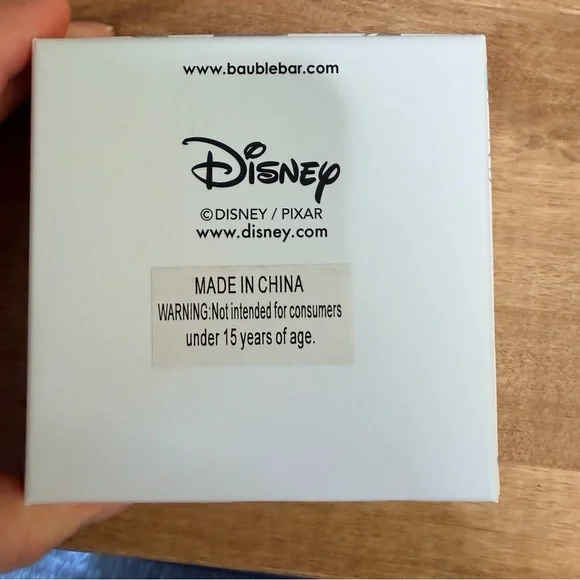 www.baublebar.com
Disney
©DISNEY / PIXAR
www.disney.com
MADE IN CHINA
WARNING:Not intended for consumers
under 15 years of age.